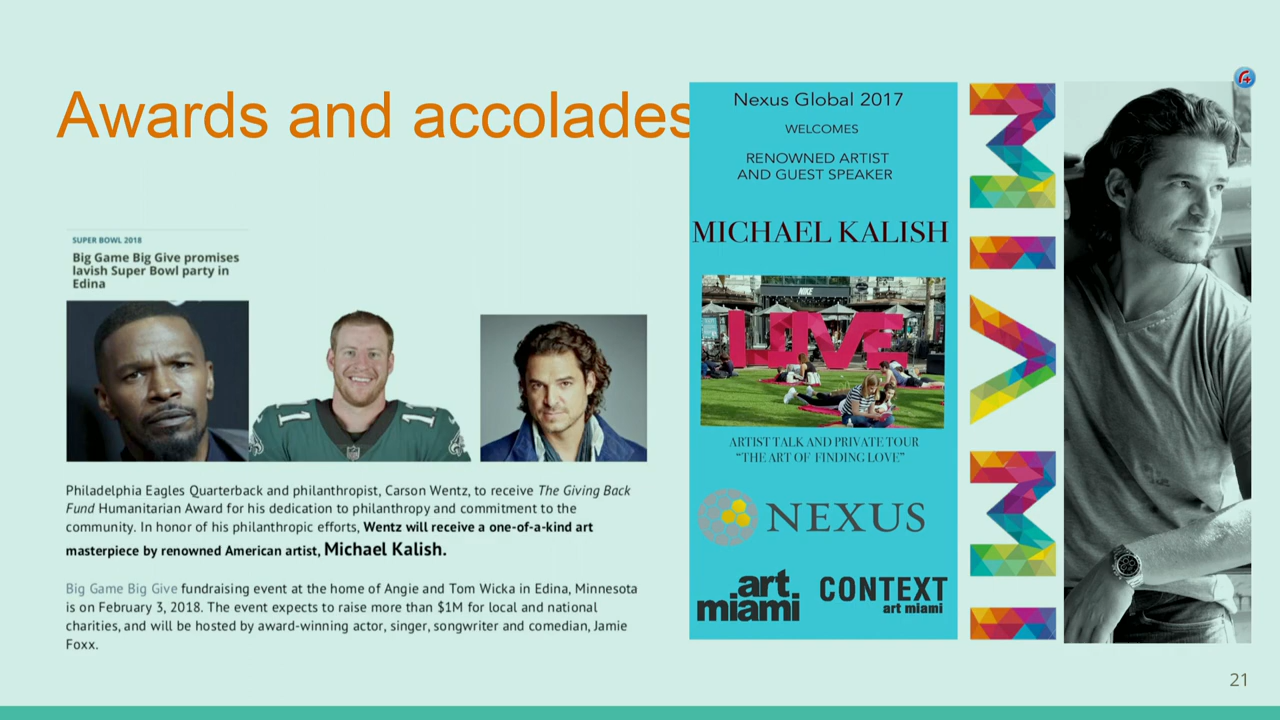 Awards and accolades
SUPER BOWL 2018
Big Game Big Give promises
lavish Super Bowl party in
Edina
11
Philadelphia Eagles Quarterback and philanthropist, Carson Wentz, to receive The Giving Back
Fund Humanitarian Award for his dedication to philanthropy and commitment to the
community. In honor of his philanthropic efforts, Wentz will receive a one-of-a-kind art
masterpiece by renowned American artist, Michael Kalish.
Big Game Big Give fundraising event at the home of Angie and Tom Wicka in Edina, Minnesota
is on February 3, 2018. The event expects to raise more than $1M for local and national
charities, and will be hosted by award-winning actor, singer, songwriter and comedian, Jamie
Foxx.
Nexus Global 2017
WELCOMES
RENOWNED ARTIST
AND GUEST SPEAKER
MICHAEL KALISH
NIKE
LOVE
ARTIST TALK AND PRIVATE TOUR
“THE ART OF FINDING LOVE”
NEXUS
art
miami
CONTEXT
art miami
MIAMI
21